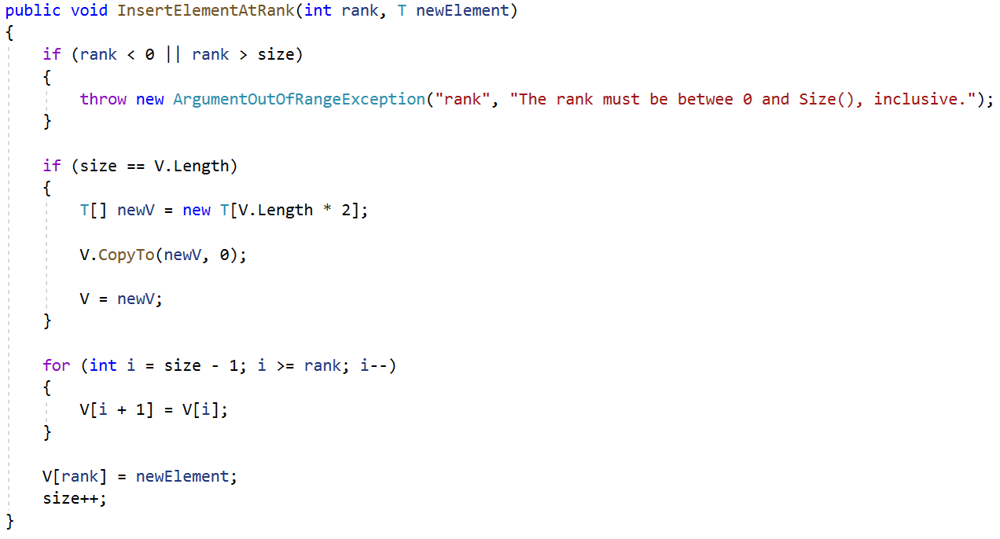 public void InsertElementAtRank(int rank, T newElement)
{
    if (rank < 0 || rank > size)
    {
        throw new ArgumentOutOfRangeException("rank", "The rank must be betwee 0 and Size(), inclusive.");
    }

    if (size == V.Length)
    {
        T[] newV = new T[V.Length * 2];

        V.CopyTo(newV, 0);

        V = newV;
    }

    for (int i = size - 1; i >= rank; i--)
    {
        V[i + 1] = V[i];
    }

    V[rank] = newElement;
    size++;
}